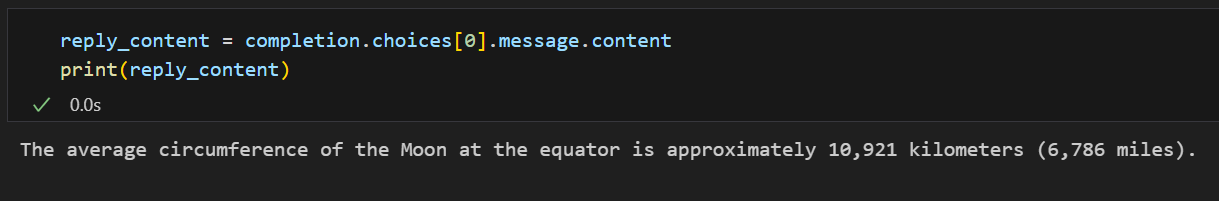 reply_content = completion.choices[0].message.content
print(reply_content)
✓ 0.0s
The average circumference of the Moon at the equator is approximately 10,921 kilometers (6,786 miles).